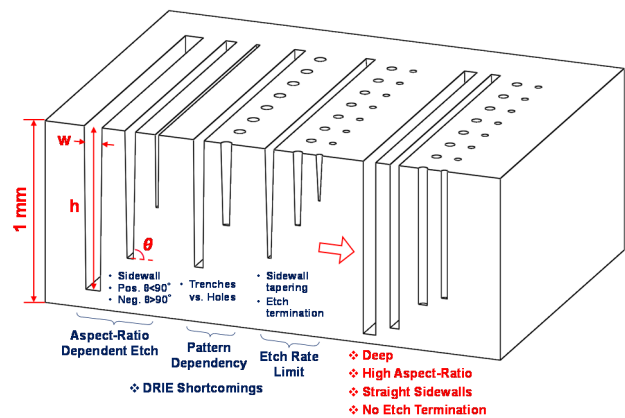 1 mm
w
h
θ
• Sidewall
• Pos. θ<90°
• Neg. θ>90°
• Trenches
vs. Holes
• Sidewall
tapering
• Etch
termination
Aspect-Ratio
Dependent Etch
Pattern
Dependency
Etch Rate
Limit
❖ DRIE Shortcomings
❖ Deep
❖ High Aspect-Ratio
❖ Straight Sidewalls
❖ No Etch Termination